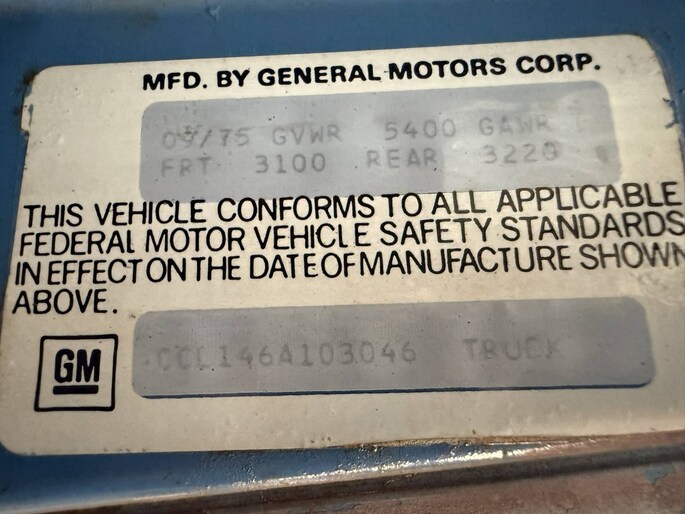 MFD. BY GENERAL MOTORS CORP.
09/75 GVWR 5400 GAWR
FRT 3100 REAR 3220
THIS VEHICLE CONFORMS TO ALL APPLICABLE
FEDERAL MOTOR VEHICLE SAFETY STANDARDS
IN EFFECT ON THE DATE OF MANUFACTURE SHOWN
ABOVE.
GM
CCL146A103046 TRUCK